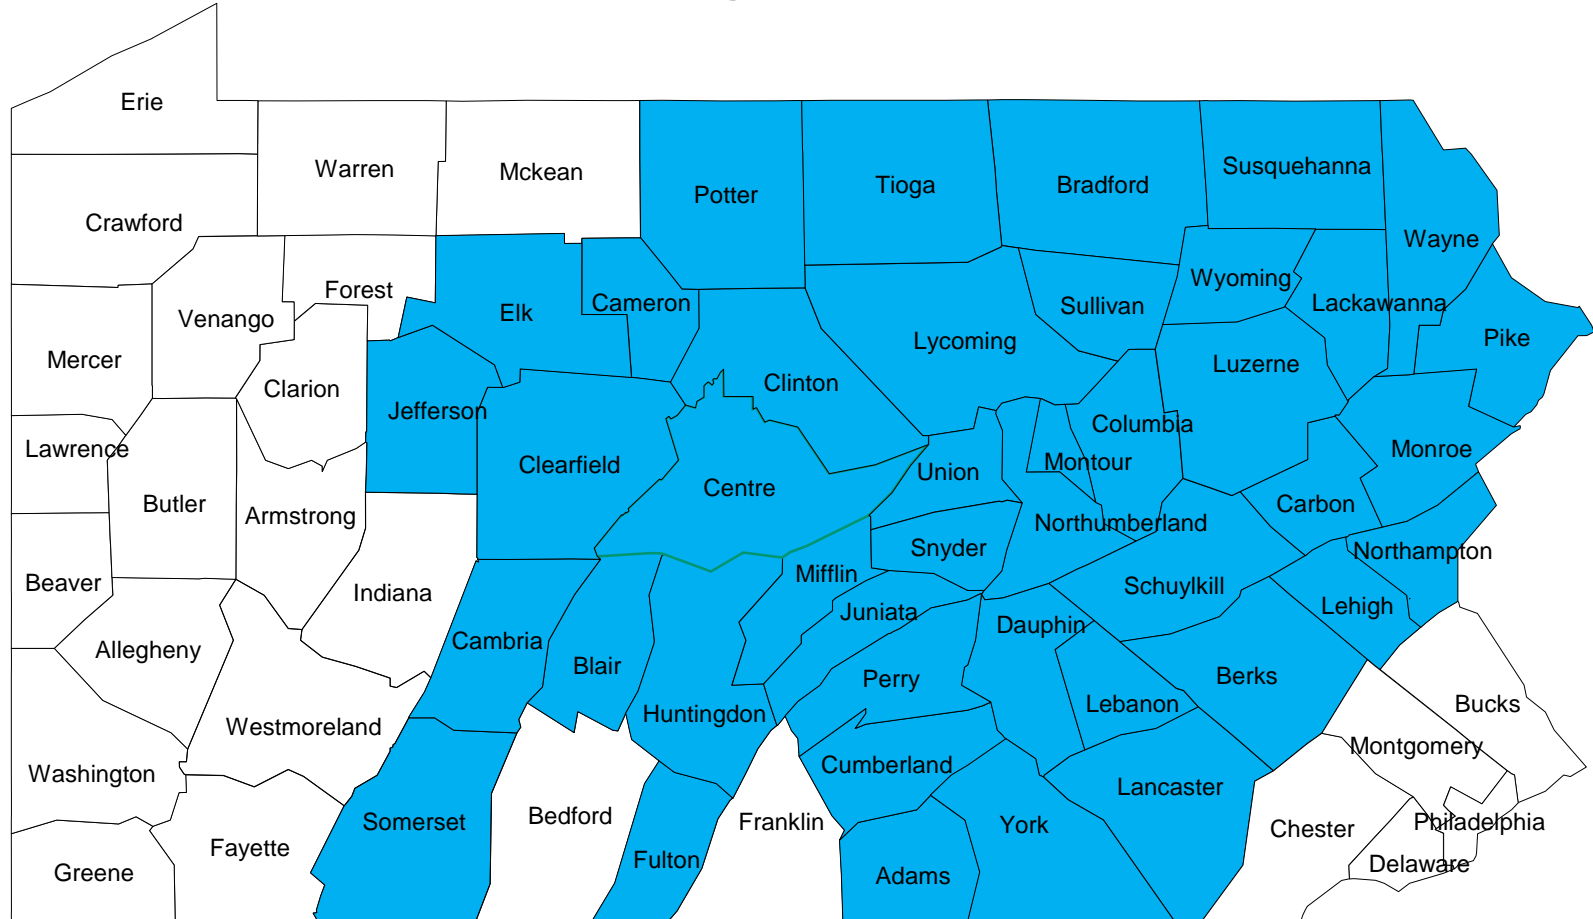 Erie
Warren
Mckean
Susquehanna
Potter
Tioga
Bradford
Crawford
Wayne
Wyoming
Forest
Cameron
Lackawanna
Sullivan
Venango
Elk
Pike
Lycoming
Mercer
Luzerne
Clarion
Clinton
Jefferson
Columbia
Lawrence
Monroe
Clearfield
Montour
Union
Centre
Butler
Carbon
Armstrong
Northumberland
Snyder
Northampton
Mifflin
Beaver
Schuylkill
Indiana
Lehigh
Juniata
Dauphin
Cambria
Allegheny
Blair
Berks
Perry
Lebanon
Bucks
Huntingdon
Westmoreland
Montgomery
Cumberland
Washington
Lancaster
Bedford
Somerset
Franklin
York
Philadelphia
Chester
Fayette
Fulton
Delaware
Greene
Adams